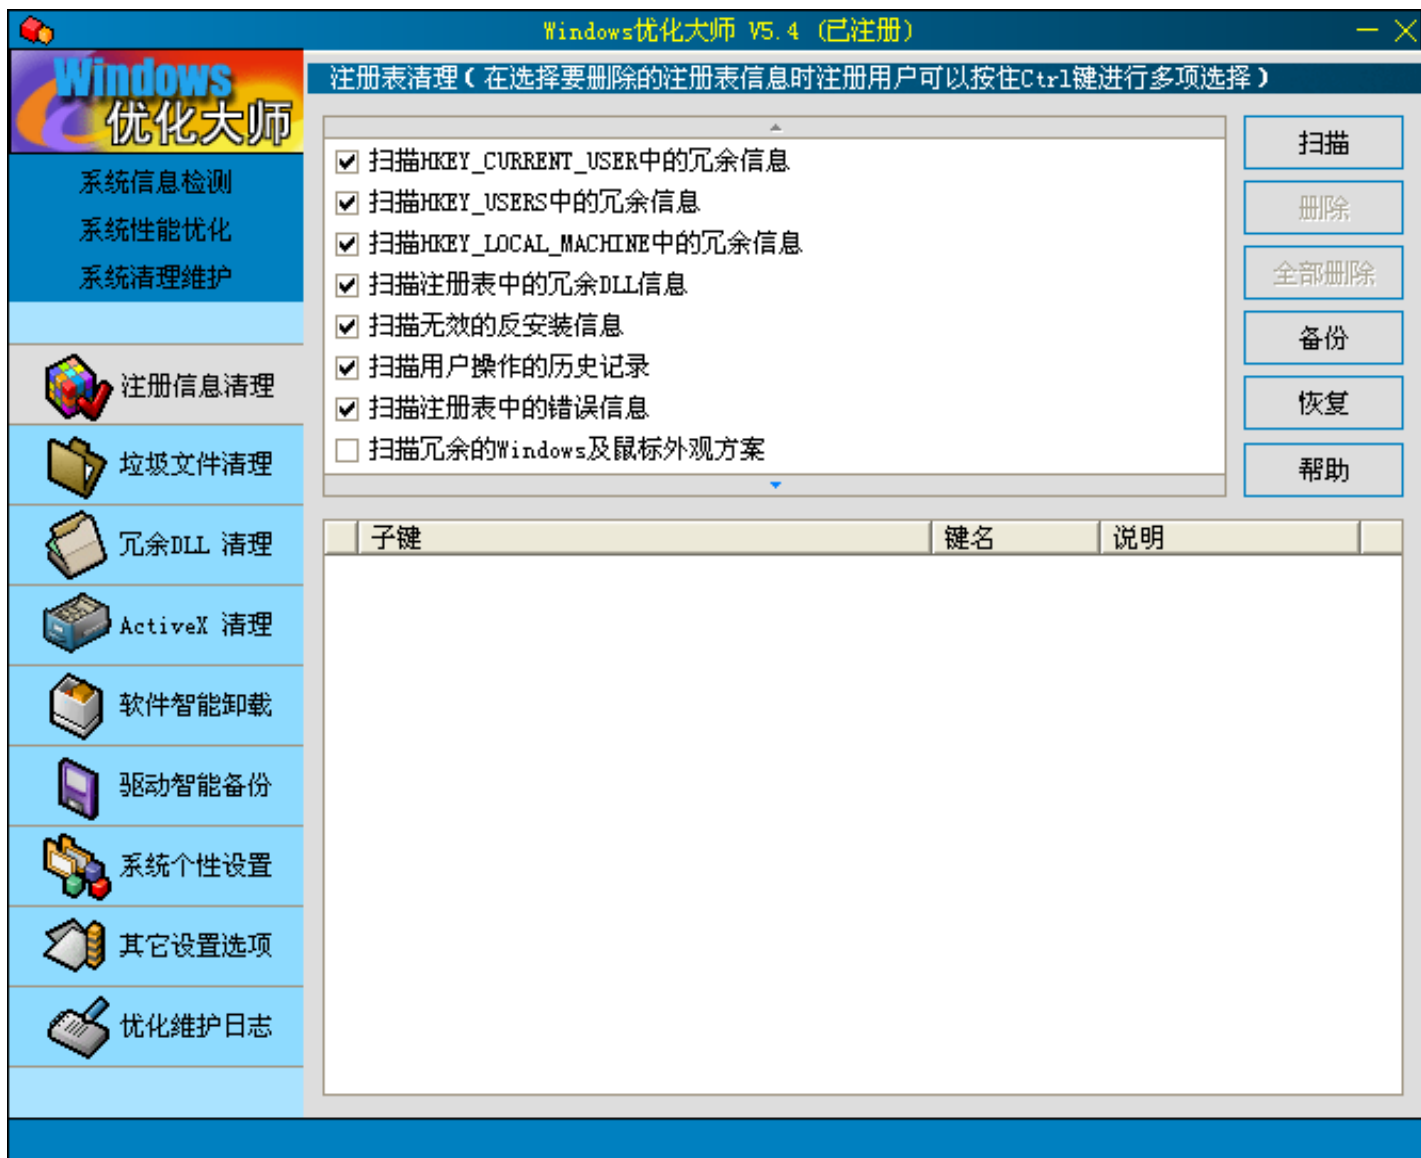 Windows优化大师 V5.4 (已注册)
Windows
优化大师
注册表清理(在选择要删除的注册表信息时注册用户可以按住Ctrl键进行多项选择)
系统信息检测
系统性能优化
系统清理维护
注册信息清理
垃圾文件清理
冗余DLL 清理
ActiveX 清理
软件智能卸载
驱动智能备份
系统个性设置
其它设置选项
优化维护日志
扫描HKEY_CURRENT_USER中的冗余信息
扫描HKEY_USERS中的冗余信息
扫描HKEY_LOCAL_MACHINE中的冗余信息
扫描注册表中的冗余DLL信息
扫描无效的反安装信息
扫描用户操作的历史记录
扫描注册表中的错误信息
扫描冗余的Windows及鼠标外观方案
扫描
删除
全部删除
备份
恢复
帮助
子键 键名 说明